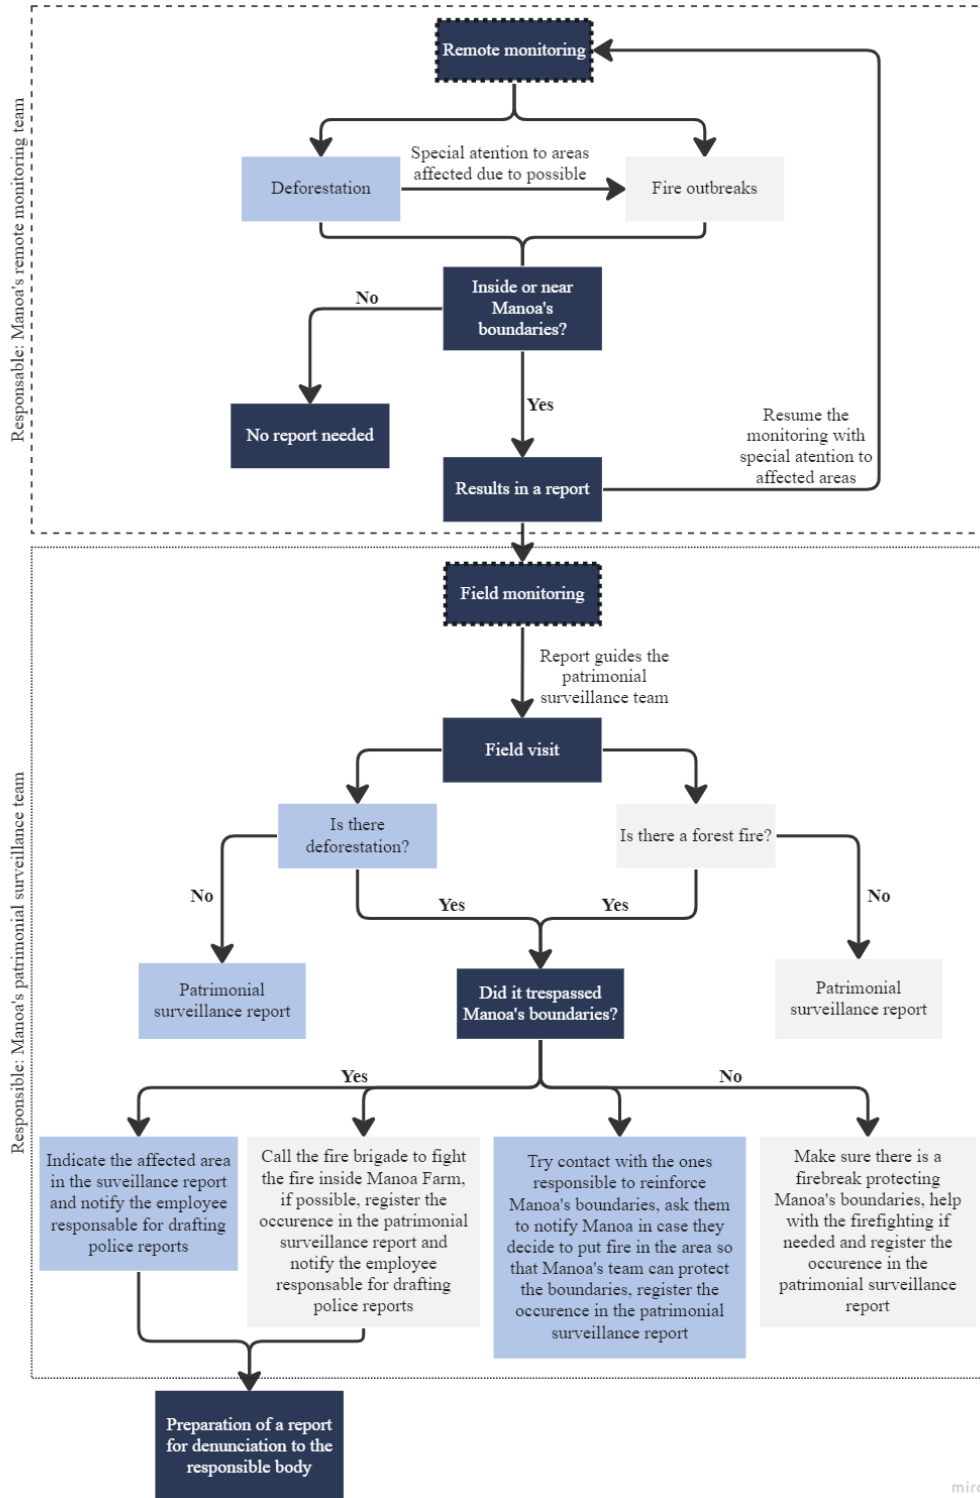 Responsable: Manoa's remote monitoring team
Remote monitoring
Special atention to areas
affected due to possible
Deforestation
Fire outbreaks
Inside or near
Manoa's
boundaries?
No
No report needed
Yes
Resume the
monitoring with
special atention to
affected areas
Results in a report
Responsible: Manoa's patrimonial surveillance team
Field monitoring
Report guides the
patrimonial
surveillance team
Field visit
Is there
deforestation?
Is there a forest fire?
No
Yes
Yes
No
Patrimonial
surveillance report
Did it trespassed
Manoa's boundaries?
Patrimonial
surveillance report
Yes
No
Indicate the affected area
in the suveillance report
and notify the employee
responsable for drafting
police reports
Call the fire brigade to fight
the fire inside Manoa Farm,
if possible, register the
occurence in the patrimonial
surveillance report and
notify the employee
responsable for drafting
police reports
Try contact with the ones
responsible to reinforce
Manoa's boundaries, ask them
to notify Manoa in case they
decide to put fire in the area so
that Manoa's team can protect
the boundaries, register the
occurence in the patrimonial
surveillance report
Make sure there is a
firebreak protecting
Manoa's boundaries, help
with the firefighting if
needed and register the
occurence in the
patrimonial surveillance
report
Preparation of a report
for denunciation to the
responsible body